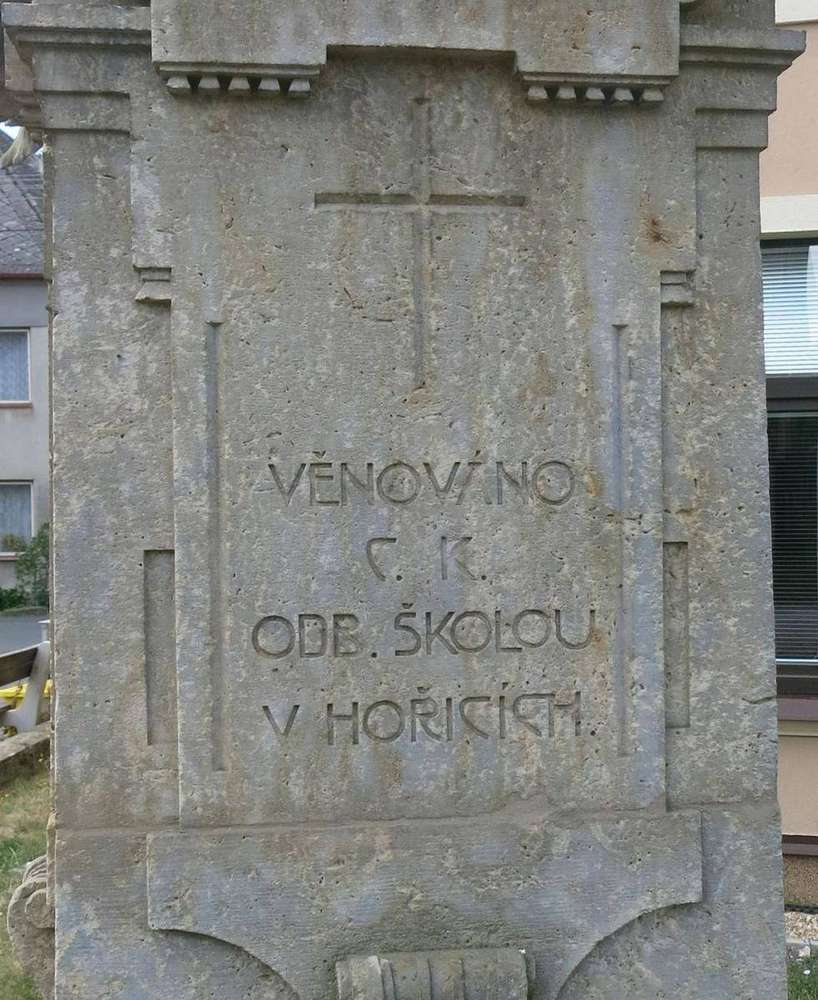 VĚNOVÁNO
C. K.
ODB. ŠKOLOU
V HOŘICÍCH.